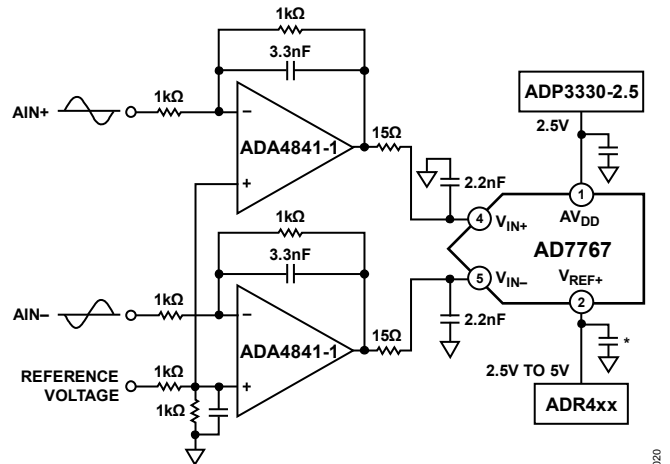 1kΩ
3.3nF
AIN+
1kΩ
–
ADA4841-1
+
15Ω
ADP3330-2.5
2.5V
2.2nF
1
AVDD
4
VIN+
AD7767
1kΩ
3.3nF
AIN–
1kΩ
–
ADA4841-1
+
15Ω
5
VIN–
VREF+
2
2.2nF
*
REFERENCE
VOLTAGE
1kΩ
1kΩ
2.5V TO 5V
ADR4xx
020